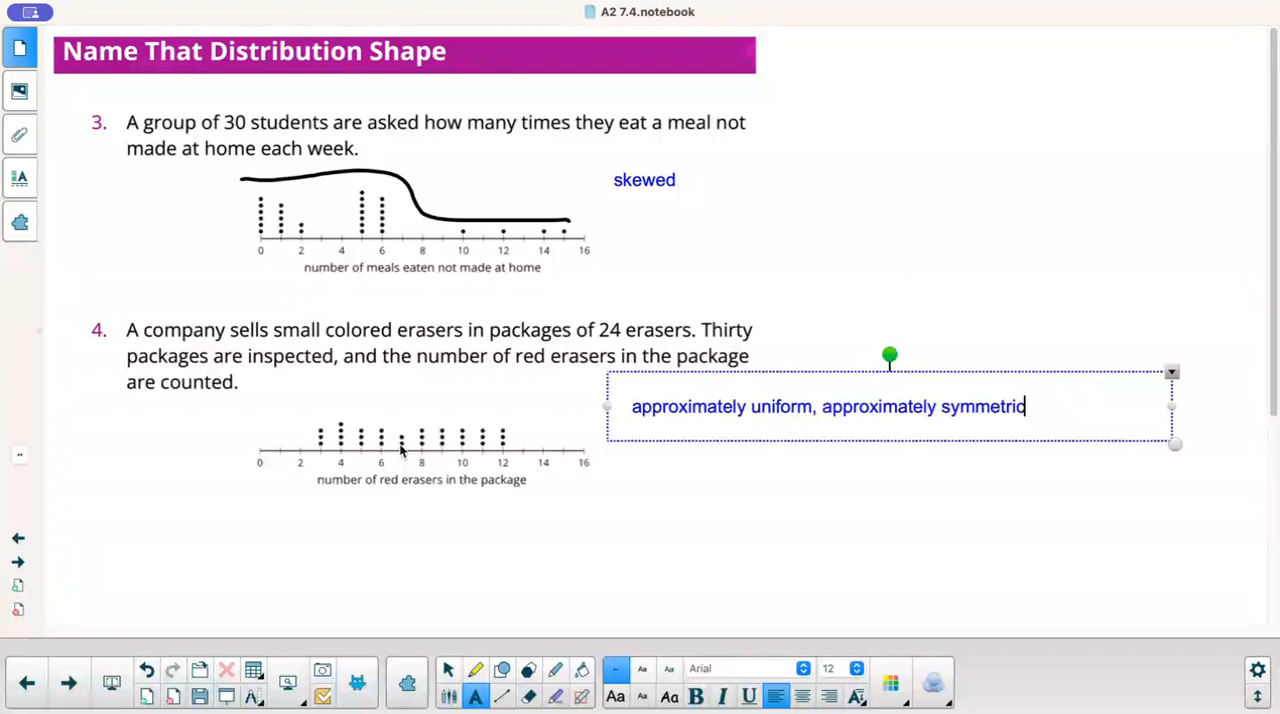 A2 7.4.notebook
Name That Distribution Shape
3. A group of 30 students are asked how many times they eat a meal not
made at home each week.
skewed
0 2 4 6 8 10 12 14 16
number of meals eaten not made at home
4. A company sells small colored erasers in packages of 24 erasers. Thirty
packages are inspected, and the number of red erasers in the package
are counted.
approximately uniform, approximately symmetric
0 2 4 6 8 10 12 14 16
number of red erasers in the package
Arial 12
Aa Aa Aa B I U